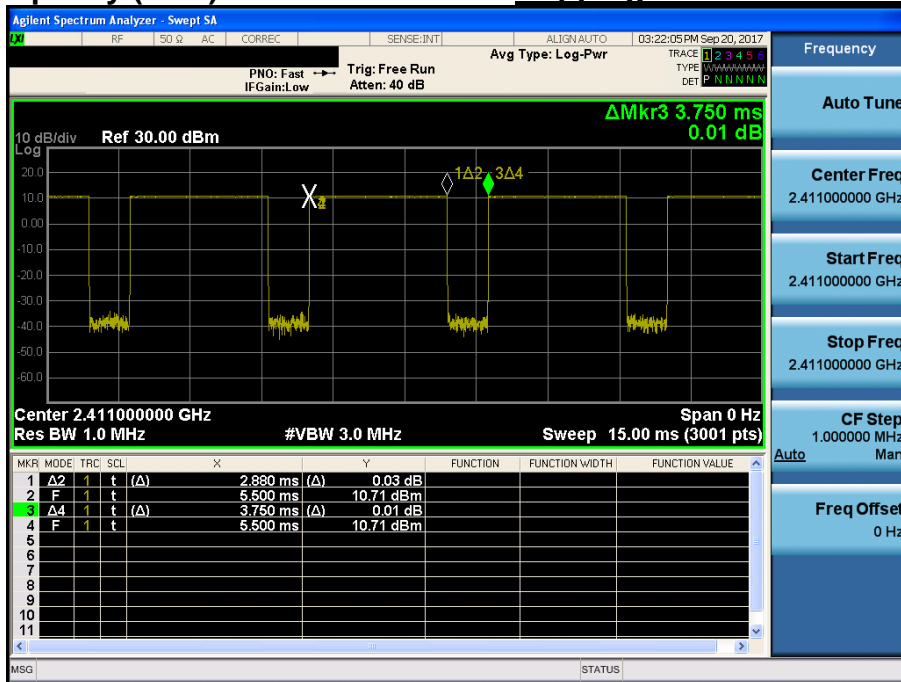 Agilent Spectrum Analyzer - Swept SA
LXI RF 50 Ω AC CORREC SENSE:INT ALIGN AUTO 03:22:05 PM Sep 20, 2017
Avg Type: Log-Pwr
TRACE 1 2 3 4 5 6
TYPE
DET P N N N N N
PNO: Fast
IFGain:Low
Trig: Free Run
Atten: 40 dB
Frequency
Auto Tune
Center Freq
2.411000000 GHz
Start Freq
2.411000000 GHz
Stop Freq
2.411000000 GHz
CF Step
1.000000 MHz
Auto Man
Freq Offset
0 Hz
ΔMkr3 3.750 ms
0.01 dB
10 dB/div Ref 30.00 dBm
Log
20.0
10.0
0.00
-10.0
-20.0
-30.0
-40.0
-50.0
-60.0
1Δ2 3Δ4
X
Center 2.411000000 GHz Span 0 Hz
Res BW 1.0 MHz #VBW 3.0 MHz Sweep 15.00 ms (3001 pts)
MKR MODE TRC SCL X Y FUNCTION FUNCTION WIDTH FUNCTION VALUE
1 Δ2 1 t (Δ) 2.880 ms (Δ) 0.03 dB
2 F 1 t 5.500 ms 10.71 dBm
3 Δ4 1 t (Δ) 3.750 ms (Δ) 0.01 dB
4 F 1 t 5.500 ms 10.71 dBm
5
6
7
8
9
10
11
MSG STATUS